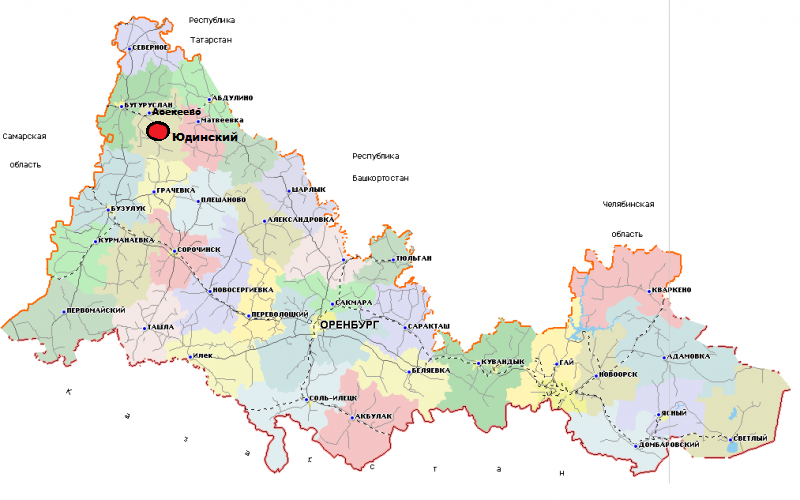 Республика
Татарстан
СЕВЕРНОЕ
АБДУЛИНО
БУГУРУСЛАН
Асекеево
Матвеевка
Юдинский
Самарская
область
Республика
Башкортостан
ГРАЧЕВКА
ШАРЛЫК
ПЛЕШАНОВО
БУЗУЛУК
АЛЕКСАНДРОВКА
Челябинская
область
КУРМАНАЕВКА
СОРОЧИНСК
ТЮЛЬГАН
НОВОСЕРГИЕВКА
КВАРКЕНО
САКМАРА
ПЕРВОМАЙСКИЙ
ПЕРЕВОЛОЦКИЙ
ОРЕНБУРГ
САРАКТАШ
ТАШЛА
Илек
АДАМОВКА
КУВАНДЫК
ГАЙ
БЕЛЯЕВКА
НОВООРСК
СОЛЬ-ИЛЕЦК
АКБУЛАК
ЯСНЫЙ
СВЕТЛЫЙ
ДОМБАРОВСКИЙ
К а з а х с т а н